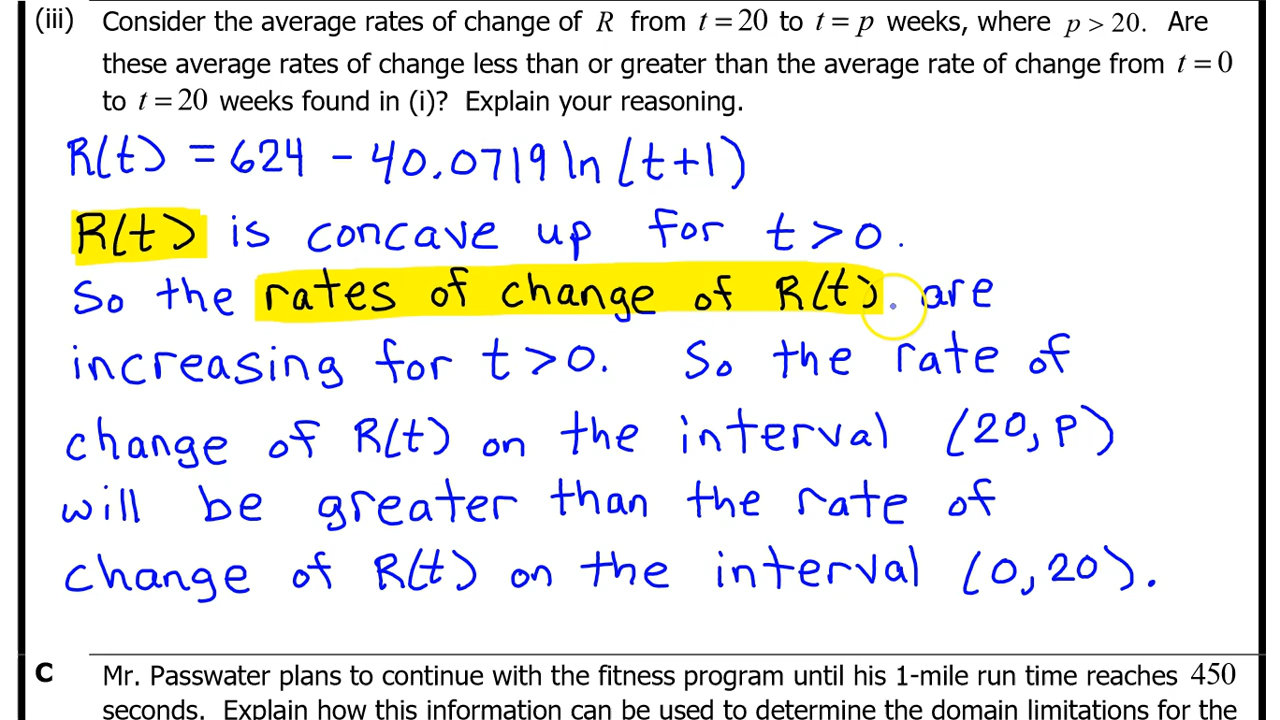 (iii) Consider the average rates of change of R from t = 20 to t = p weeks, where p > 20. Are
these average rates of change less than or greater than the average rate of change from t = 0
to t = 20 weeks found in (i)? Explain your reasoning.
R(t) = 624 - 40.0719 ln (t+1)
R(t) is concave up for t > 0.
So the rates of change of R(t) are
increasing for t > 0. So the rate of
change of R(t) on the interval (20, p)
will be greater than the rate of
change of R(t) on the interval (0, 20).
C Mr. Passwater plans to continue with the fitness program until his 1-mile run time reaches 450
seconds. Explain how this information can be used to determine the domain limitations for the